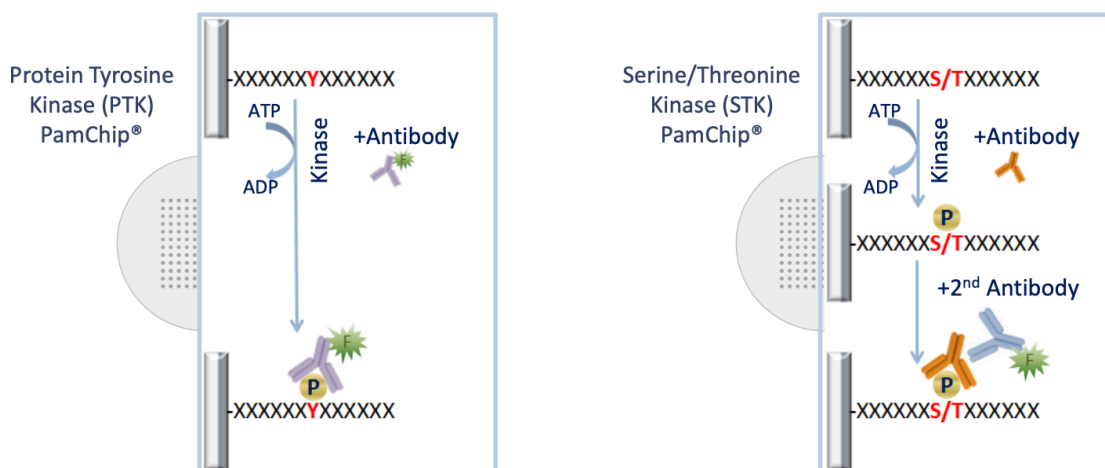 Protein Tyrosine
Kinase (PTK)
PamChip®
-XXXXXXYXXXXXX
ATP
ADP
Kinase
+Antibody
F
F
P
-XXXXXXYXXXXXX
Serine/Threonine
Kinase (STK)
PamChip®
-XXXXXXS/TXXXXXX
ATP
ADP
Kinase
+Antibody
P
-XXXXXXS/TXXXXXX
+2nd Antibody
F
P
-XXXXXXS/TXXXXXX